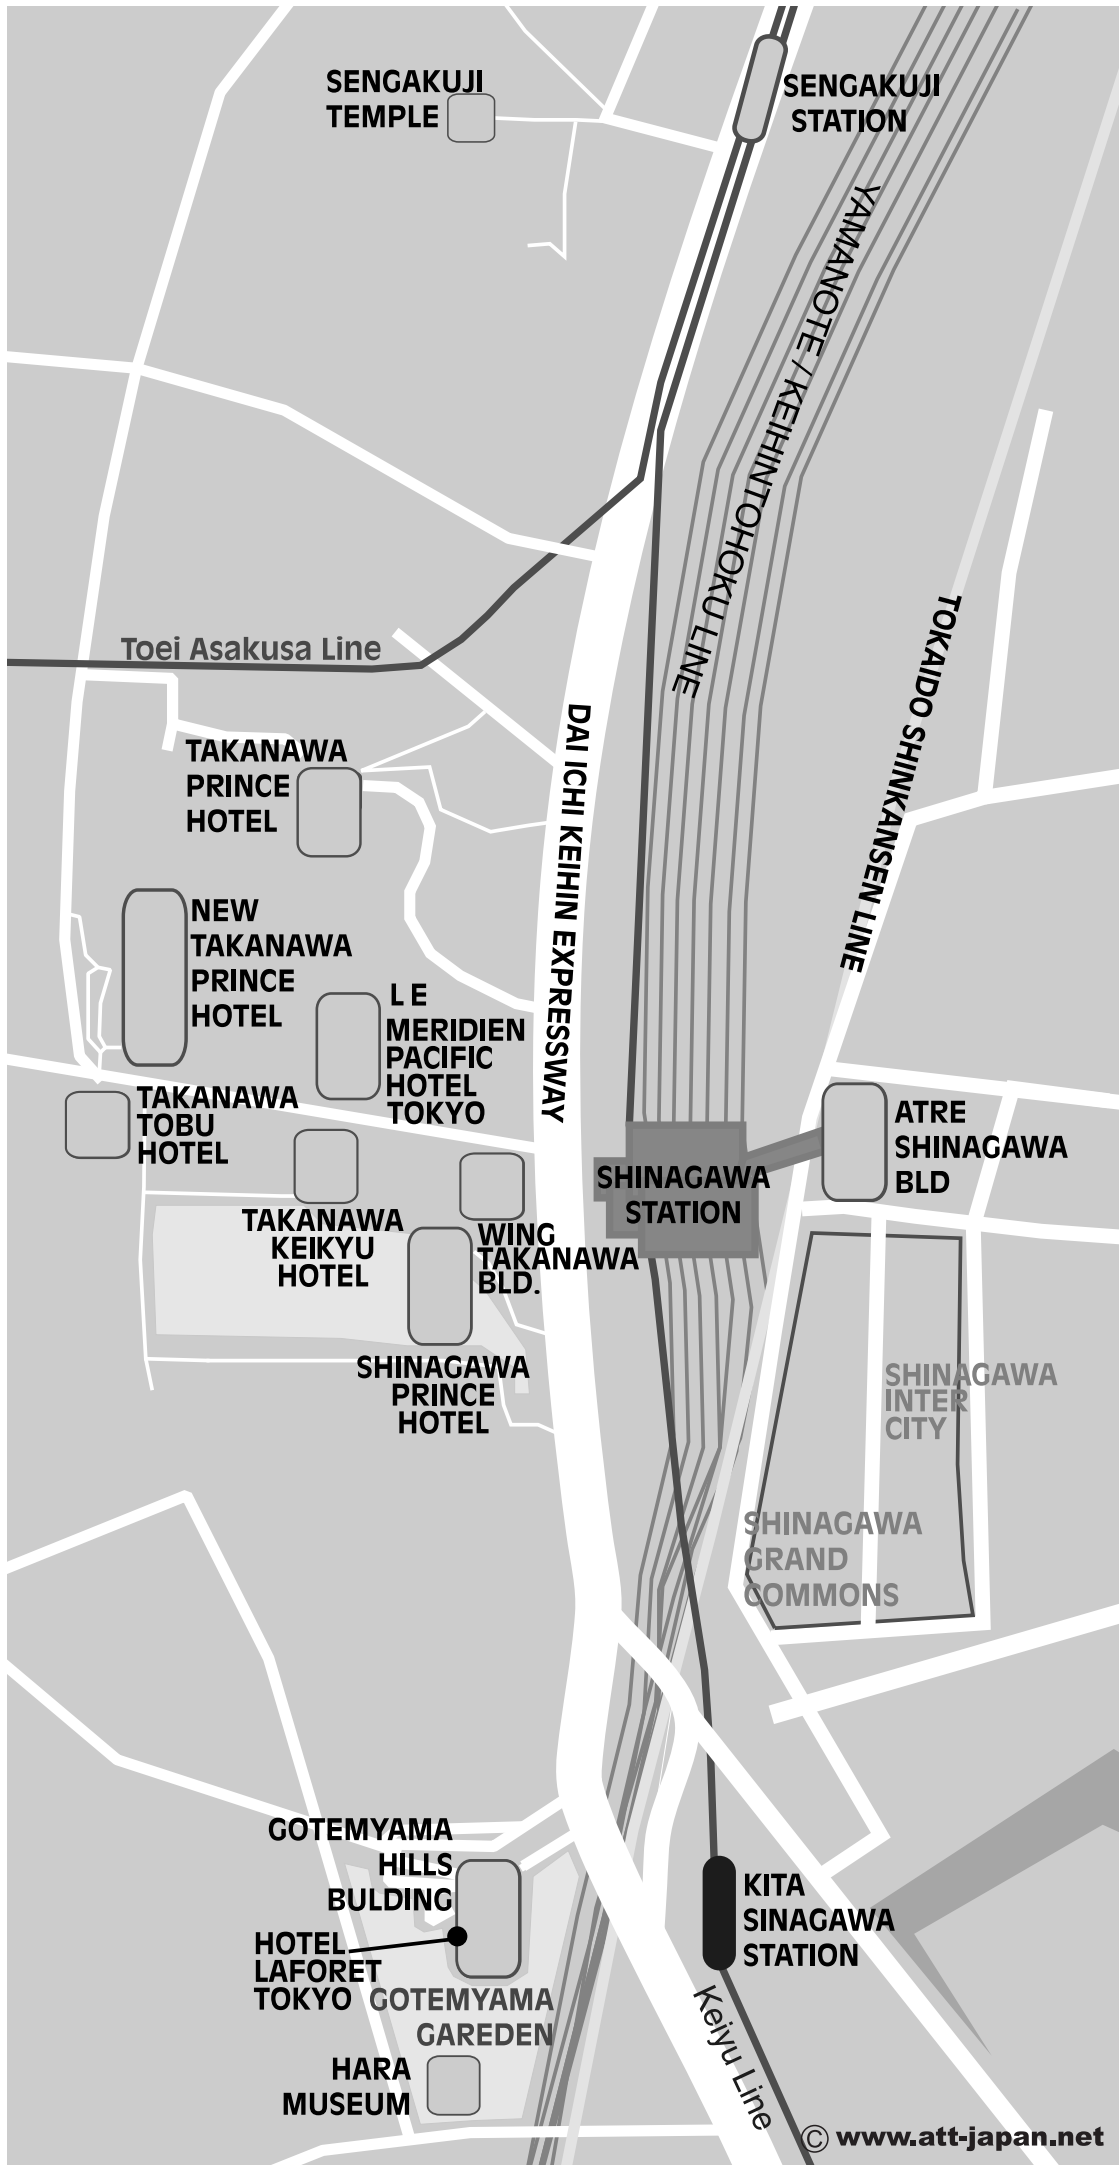 SENGAKUJI
TEMPLE
SENGAKUJI
STATION
YAMANOTE / KEIHINTOHOKU LINE
TOKAIDO SHINKANSEN LINE
Toei Asakusa Line
DAI ICHI KEIHIN EXPRESSWAY
TAKANAWA
PRINCE
HOTEL
NEW
TAKANAWA
PRINCE
HOTEL
LE
MERIDIEN
PACIFIC
HOTEL
TOKYO
TAKANAWA
TOBU
HOTEL
ATRE
SHINAGAWA
BLD
SHINAGAWA
STATION
TAKANAWA
KEIKYU
HOTEL
WING
TAKANAWA
BLD.
SHINAGAWA
PRINCE
HOTEL
SHINAGAWA
INTER
CITY
SHINAGAWA
GRAND
COMMONS
GOTEMYAMA
HILLS
BULDING
HOTEL
LAFORET
TOKYO
GOTEMYAMA
GAREDEN
KITA
SINAGAWA
STATION
Keiyu Line
HARA
MUSEUM
© www.att-japan.net